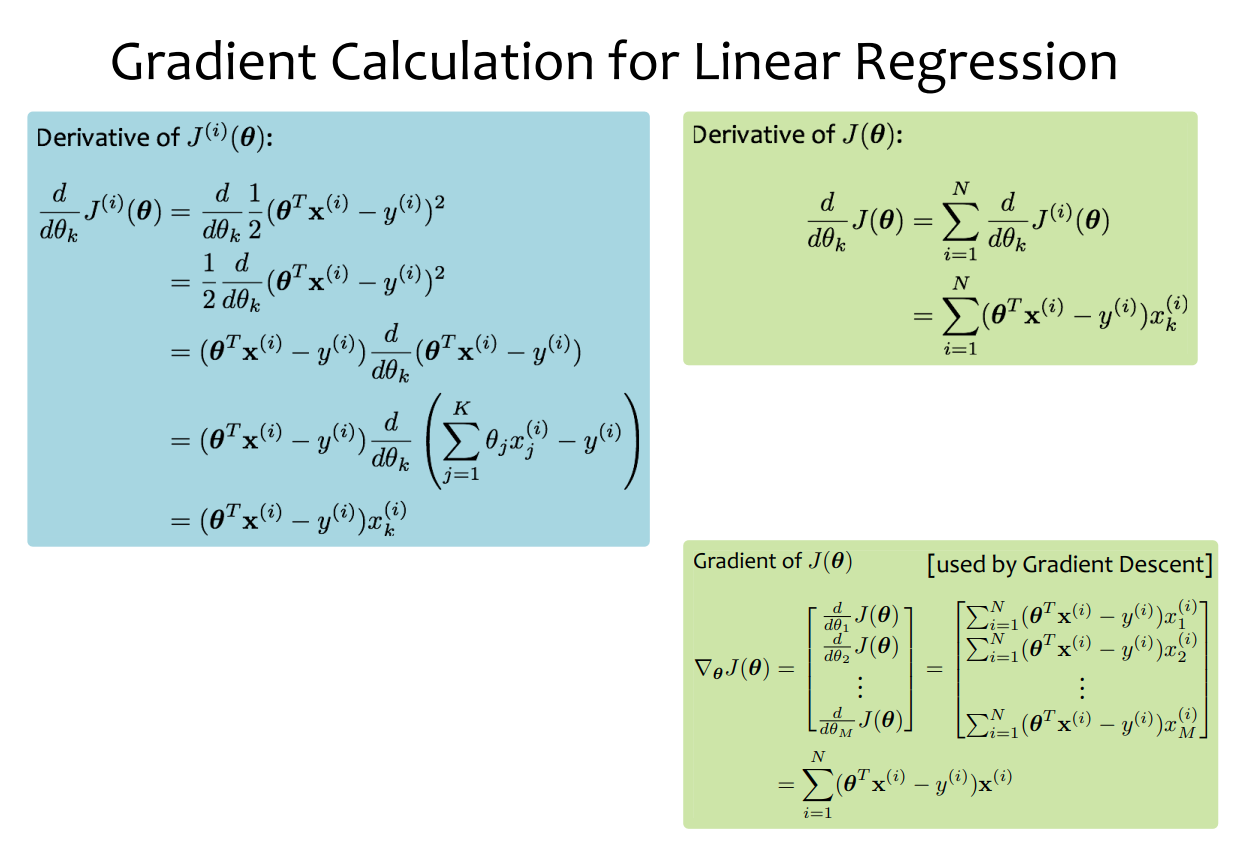 Gradient Calculation for Linear Regression
Derivative of $J^{(i)}(\boldsymbol{\theta})$:
$\frac{d}{d\theta_k} J^{(i)}(\boldsymbol{\theta}) = \frac{d}{d\theta_k} \frac{1}{2} (\boldsymbol{\theta}^T \mathbf{x}^{(i)} - y^{(i)})^2$
$= \frac{1}{2} \frac{d}{d\theta_k} (\boldsymbol{\theta}^T \mathbf{x}^{(i)} - y^{(i)})^2$
$= (\boldsymbol{\theta}^T \mathbf{x}^{(i)} - y^{(i)}) \frac{d}{d\theta_k} (\boldsymbol{\theta}^T \mathbf{x}^{(i)} - y^{(i)})$
$= (\boldsymbol{\theta}^T \mathbf{x}^{(i)} - y^{(i)}) \frac{d}{d\theta_k} \left( \sum_{j=1}^{K} \theta_j x_j^{(i)} - y^{(i)} \right)$
$= (\boldsymbol{\theta}^T \mathbf{x}^{(i)} - y^{(i)}) x_k^{(i)}$
Derivative of $J(\boldsymbol{\theta})$:
$\frac{d}{d\theta_k} J(\boldsymbol{\theta}) = \sum_{i=1}^{N} \frac{d}{d\theta_k} J^{(i)}(\boldsymbol{\theta})$
$= \sum_{i=1}^{N} (\boldsymbol{\theta}^T \mathbf{x}^{(i)} - y^{(i)}) x_k^{(i)}$
Gradient of $J(\boldsymbol{\theta})$ [used by Gradient Descent]
$\nabla_{\boldsymbol{\theta}} J(\boldsymbol{\theta}) = \begin{bmatrix} \frac{d}{d\theta_1} J(\boldsymbol{\theta}) \\ \frac{d}{d\theta_2} J(\boldsymbol{\theta}) \\ \vdots \\ \frac{d}{d\theta_M} J(\boldsymbol{\theta}) \end{bmatrix} = \begin{bmatrix} \sum_{i=1}^{N} (\boldsymbol{\theta}^T \mathbf{x}^{(i)} - y^{(i)}) x_1^{(i)} \\ \sum_{i=1}^{N} (\boldsymbol{\theta}^T \mathbf{x}^{(i)} - y^{(i)}) x_2^{(i)} \\ \vdots \\ \sum_{i=1}^{N} (\boldsymbol{\theta}^T \mathbf{x}^{(i)} - y^{(i)}) x_M^{(i)} \end{bmatrix}$
$= \sum_{i=1}^{N} (\boldsymbol{\theta}^T \mathbf{x}^{(i)} - y^{(i)}) \mathbf{x}^{(i)}$